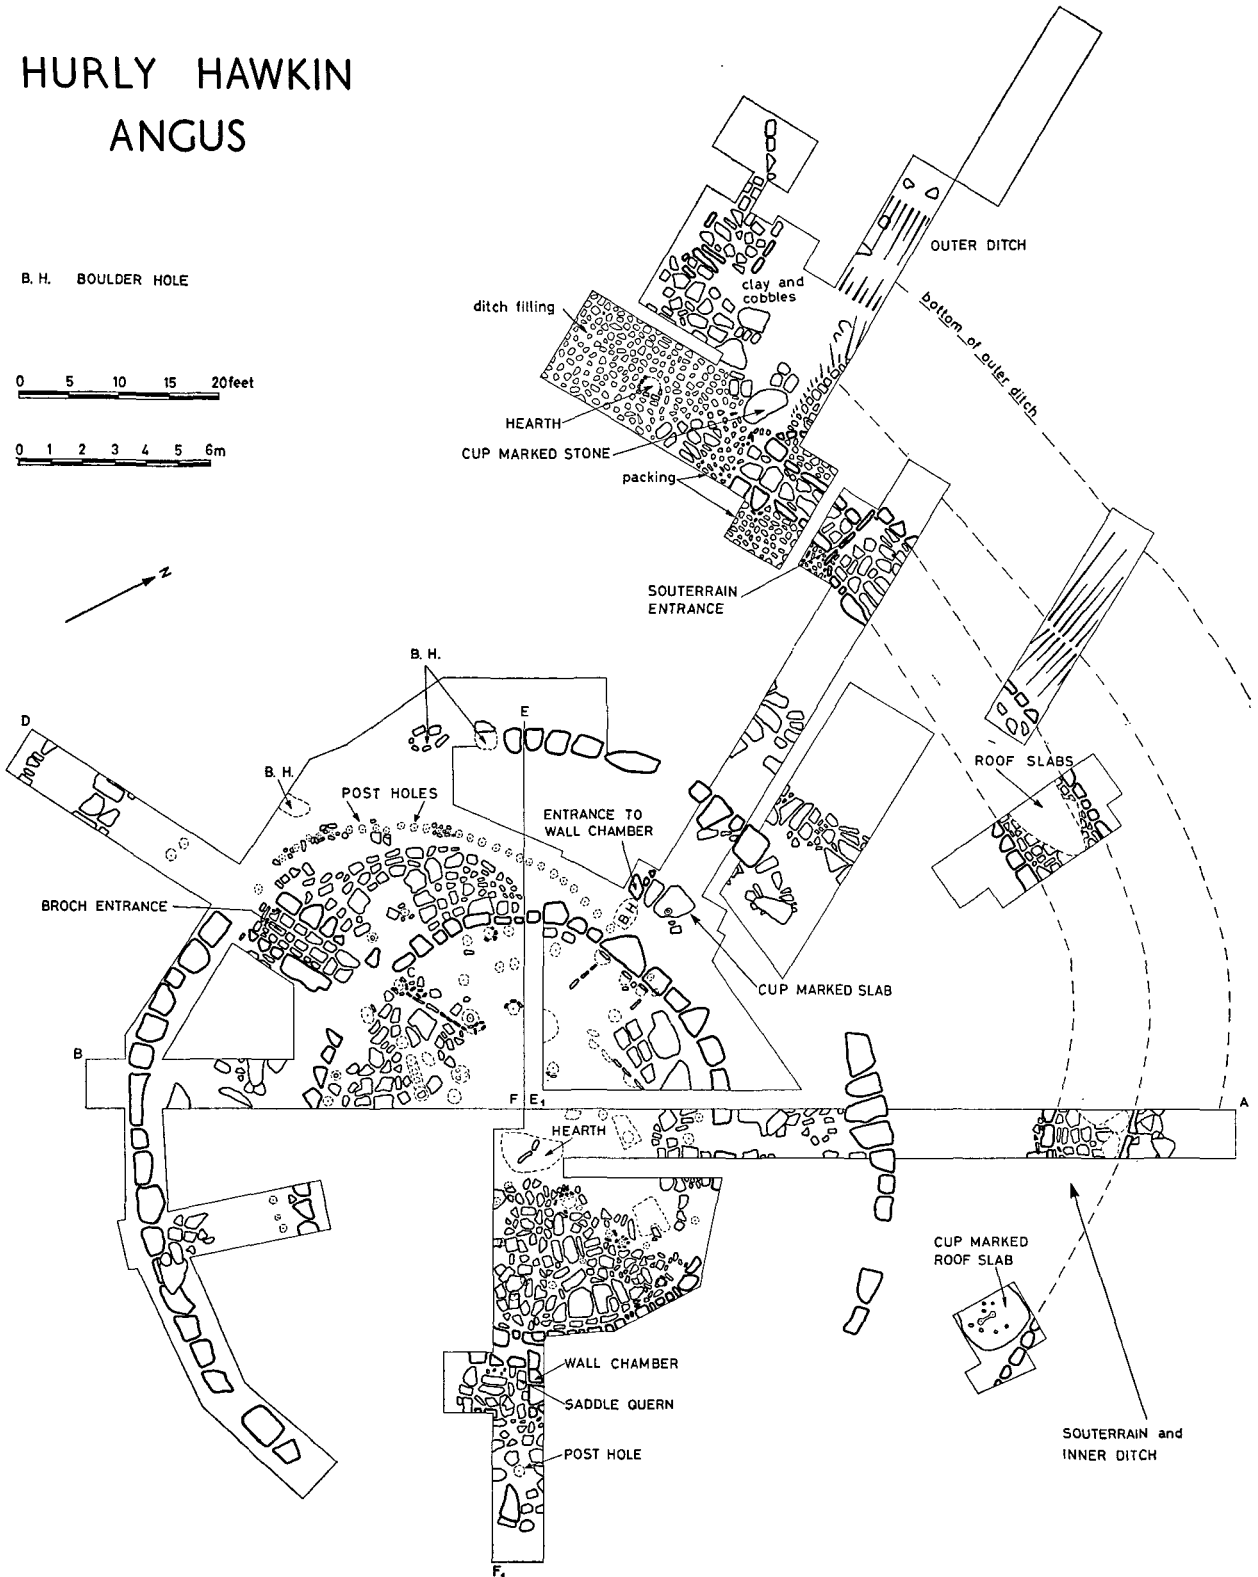 HURLY HAWKIN
ANGUS
B. H. BOULDER HOLE
0 5 10 15 20 feet
0 1 2 3 4 5 6m
N
OUTER DITCH
bottom of outer ditch
clay and
cobbles
ditch filling
HEARTH
CUP MARKED STONE
packing
SOUTERRAIN
ENTRANCE
B. H.
E
D
B. H.
POST HOLES
ENTRANCE TO
WALL CHAMBER
ROOF SLABS
BROCH ENTRANCE
B.H.
C
CUP MARKED SLAB
B
F E1
A
HEARTH
CUP MARKED
ROOF SLAB
WALL CHAMBER
SADDLE QUERN
POST HOLE
SOUTERRAIN and
INNER DITCH
F1